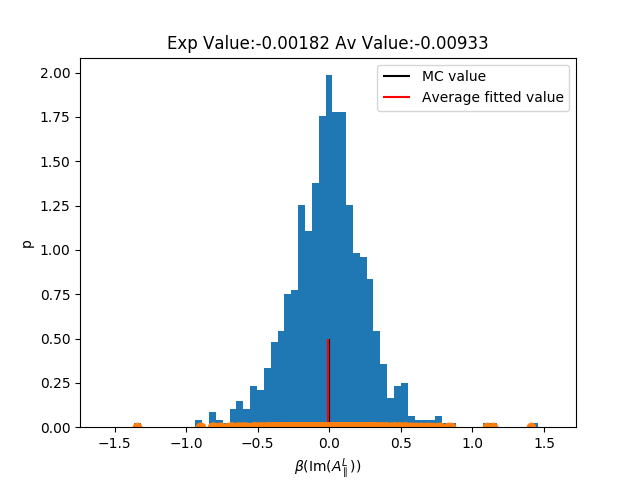 Exp Value:-0.00182 Av Value:-0.00933
MC value
Average fitted value
2.00
1.75
1.50
1.25
1.00
0.75
0.50
0.25
0.00
p
−1.5 −1.0 −0.5 0.0 0.5 1.0 1.5
β(Im(A∥ᴸ))